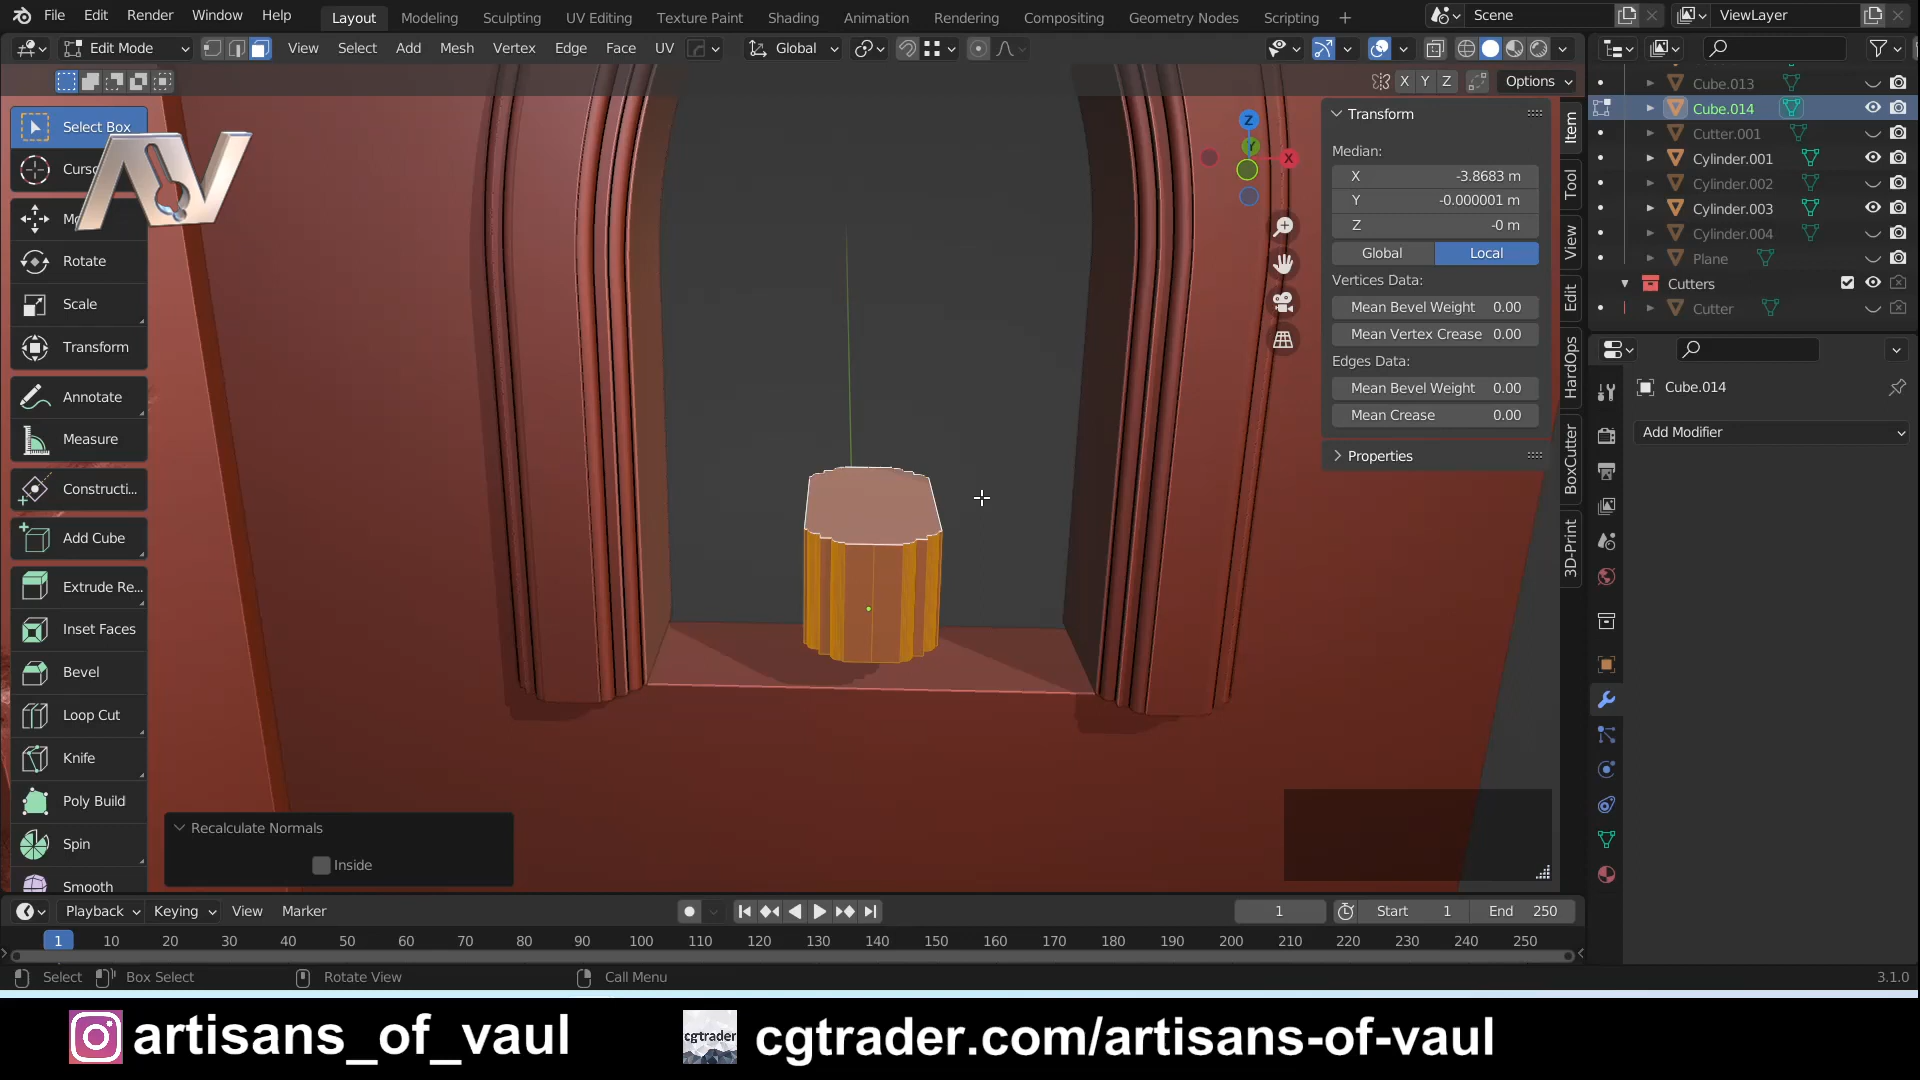 File Edit Render Window Help Layout Modeling Sculpting UV Editing Texture Paint Shading Animation Rendering Compositing Geometry Nodes Scripting + Scene ViewLayer
Edit Mode View Select Add Mesh Vertex Edge Face UV Global
X Y Z Options
Select Box
Move
Rotate
Scale
Transform
Annotate
Measure
Constructi...
Add Cube
Extrude Re...
Inset Faces
Bevel
Loop Cut
Knife
Poly Build
Spin
Smooth
AV
Recalculate Normals
Inside
Z
Y
X
Transform
Median:
X -3.8683 m
Y -0.000001 m
Z -0 m
Global Local
Vertices Data:
Mean Bevel Weight 0.00
Mean Vertex Crease 0.00
Edges Data:
Mean Bevel Weight 0.00
Mean Crease 0.00
Properties
Item
Tool
View
Edit
HardOps
BoxCutter
3D-Print
Cube.013
Cube.014
Cutter.001
Cylinder.001
Cylinder.002
Cylinder.003
Cylinder.004
Plane
Cutters
Cutter
Cube.014
Add Modifier
Playback Keying View Marker 1 Start 1 End 250
1 10 20 30 40 50 60 70 80 90 100 110 120 130 140 150 160 170 180 190 200 210 220 230 240 250
Select Box Select Rotate View Call Menu 3.1.0
artisans_of_vaul cgtrader cgtrader.com/artisans-of-vaul